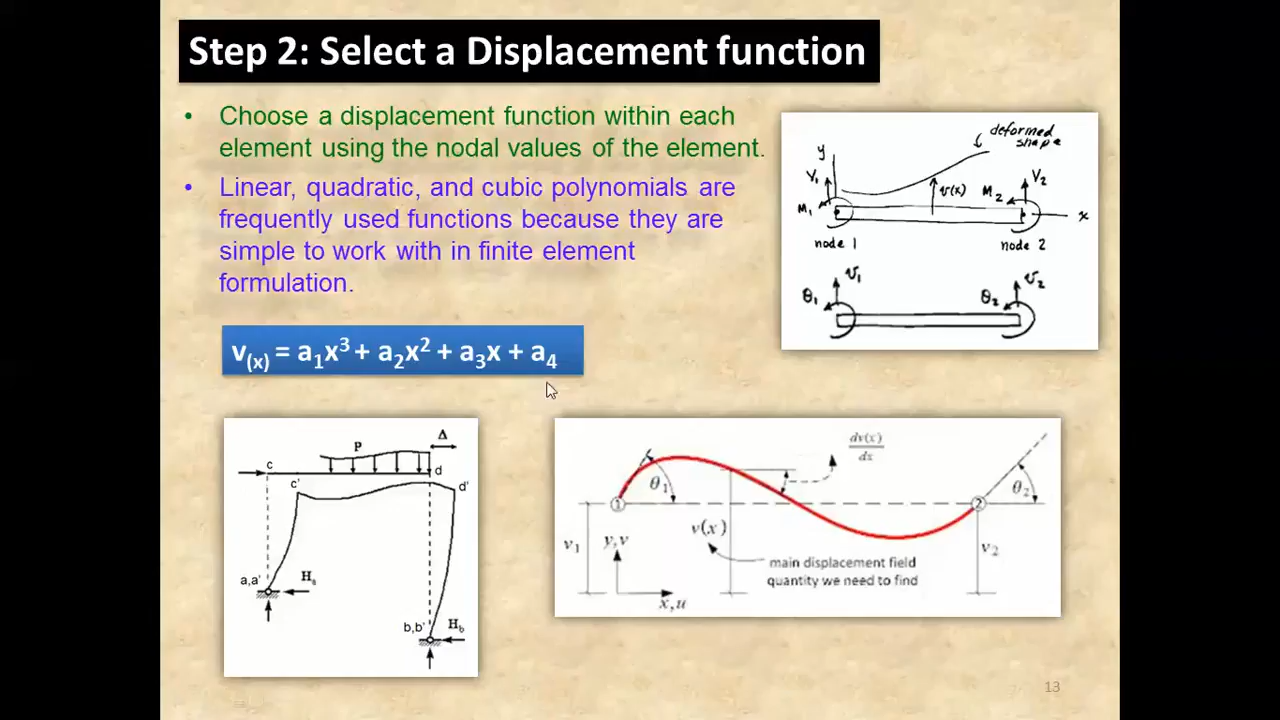 Step 2: Select a Displacement function
• Choose a displacement function within each
element using the nodal values of the element.
• Linear, quadratic, and cubic polynomials are
frequently used functions because they are
simple to work with in finite element
formulation.
v(x) = a₁x³ + a₂x² + a₃x + a₄
deformed
shape
y
V₁
v(x)
M₂
V₂
M₁
x
node 1
node 2
v₁
v₂
θ₁
θ₂
P
Δ
c
d
c'
d'
a,a'
Hₐ
b,b'
H_b
dv(x)
dx
θ₁
θ₂
1
2
v(x)
v₁
y,v
v₂
main displacement field
quantity we need to find
x,u
13